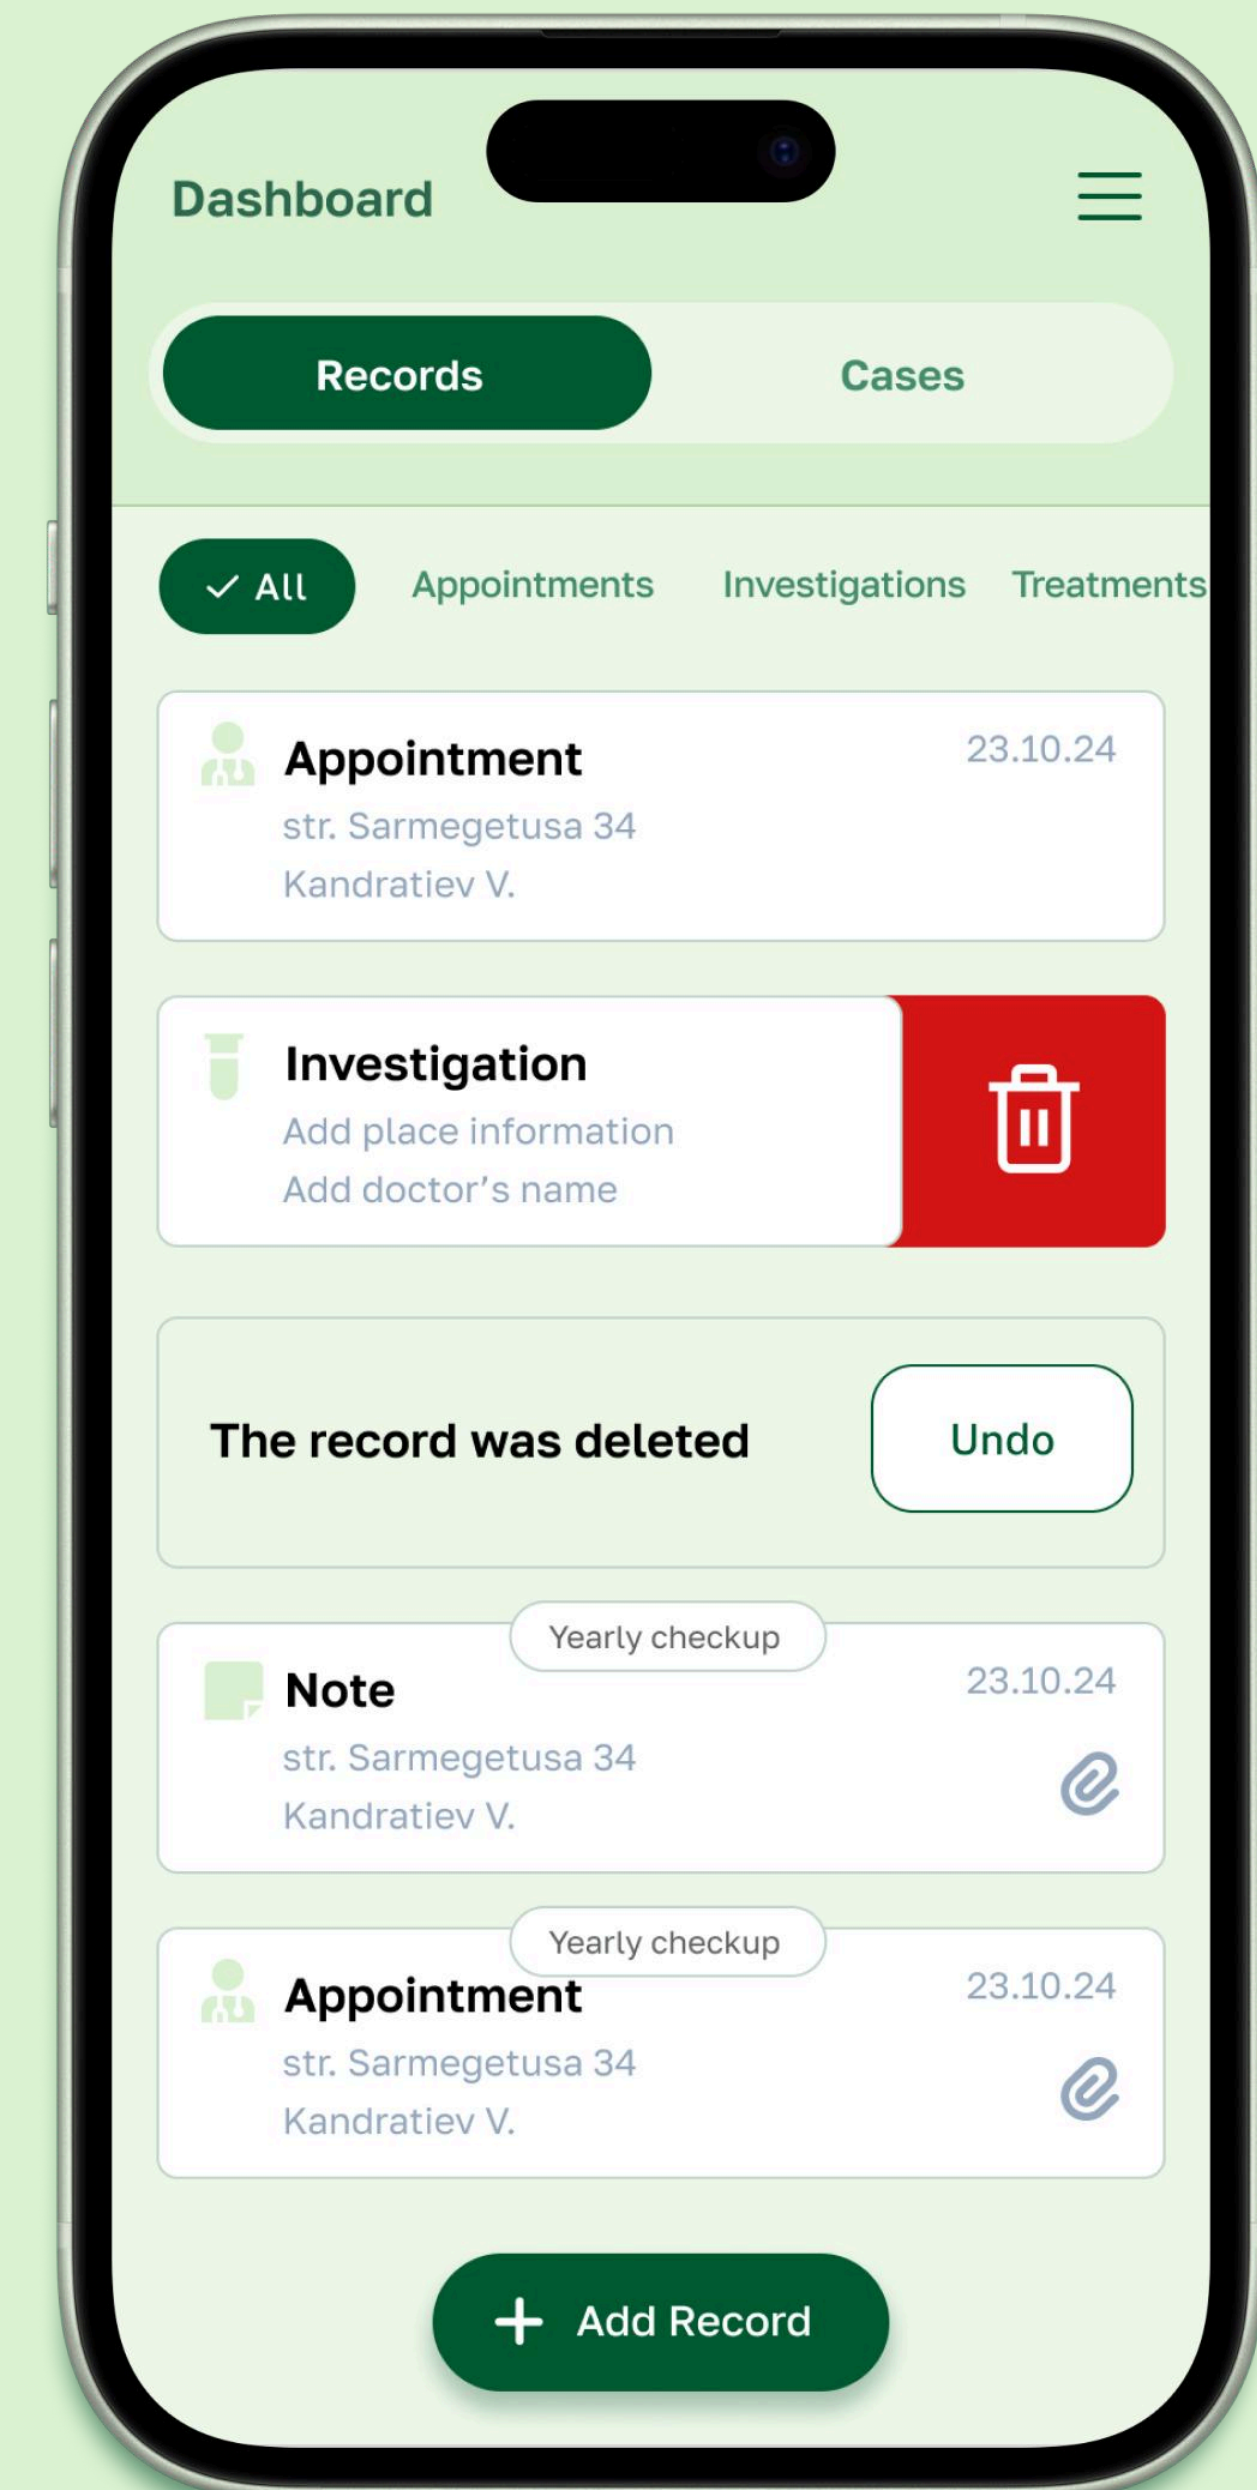 Dashboard
Records
Cases
All
Appointments
Investigations
Treatments
Appointment
23.10.24
str. Sarmegetusa 34
Kandratiev V.
Investigation
Add place information
Add doctor’s name
The record was deleted
Undo
Yearly checkup
Note
23.10.24
str. Sarmegetusa 34
Kandratiev V.
Yearly checkup
Appointment
23.10.24
str. Sarmegetusa 34
Kandratiev V.
Add Record